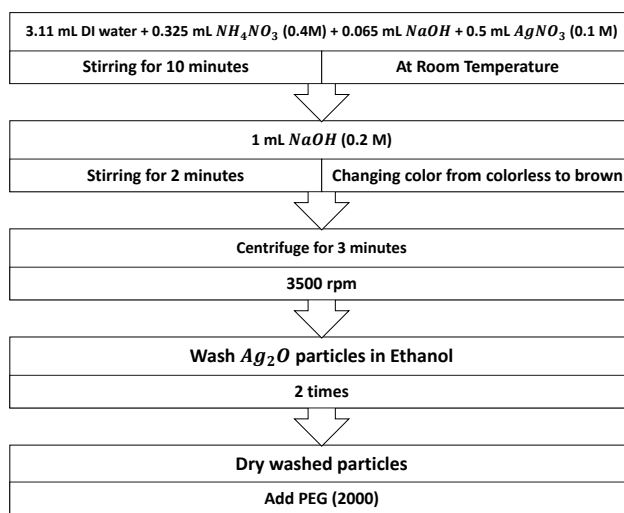 3.11 mL DI water + 0.325 mL NH₄NO₃ (0.4M) + 0.065 mL NaOH + 0.5 mL AgNO₃ (0.1 M)
Stirring for 10 minutes
At Room Temperature
1 mL NaOH (0.2 M)
Stirring for 2 minutes
Changing color from colorless to brown
Centrifuge for 3 minutes
3500 rpm
Wash Ag₂O particles in Ethanol
2 times
Dry washed particles
Add PEG (2000)